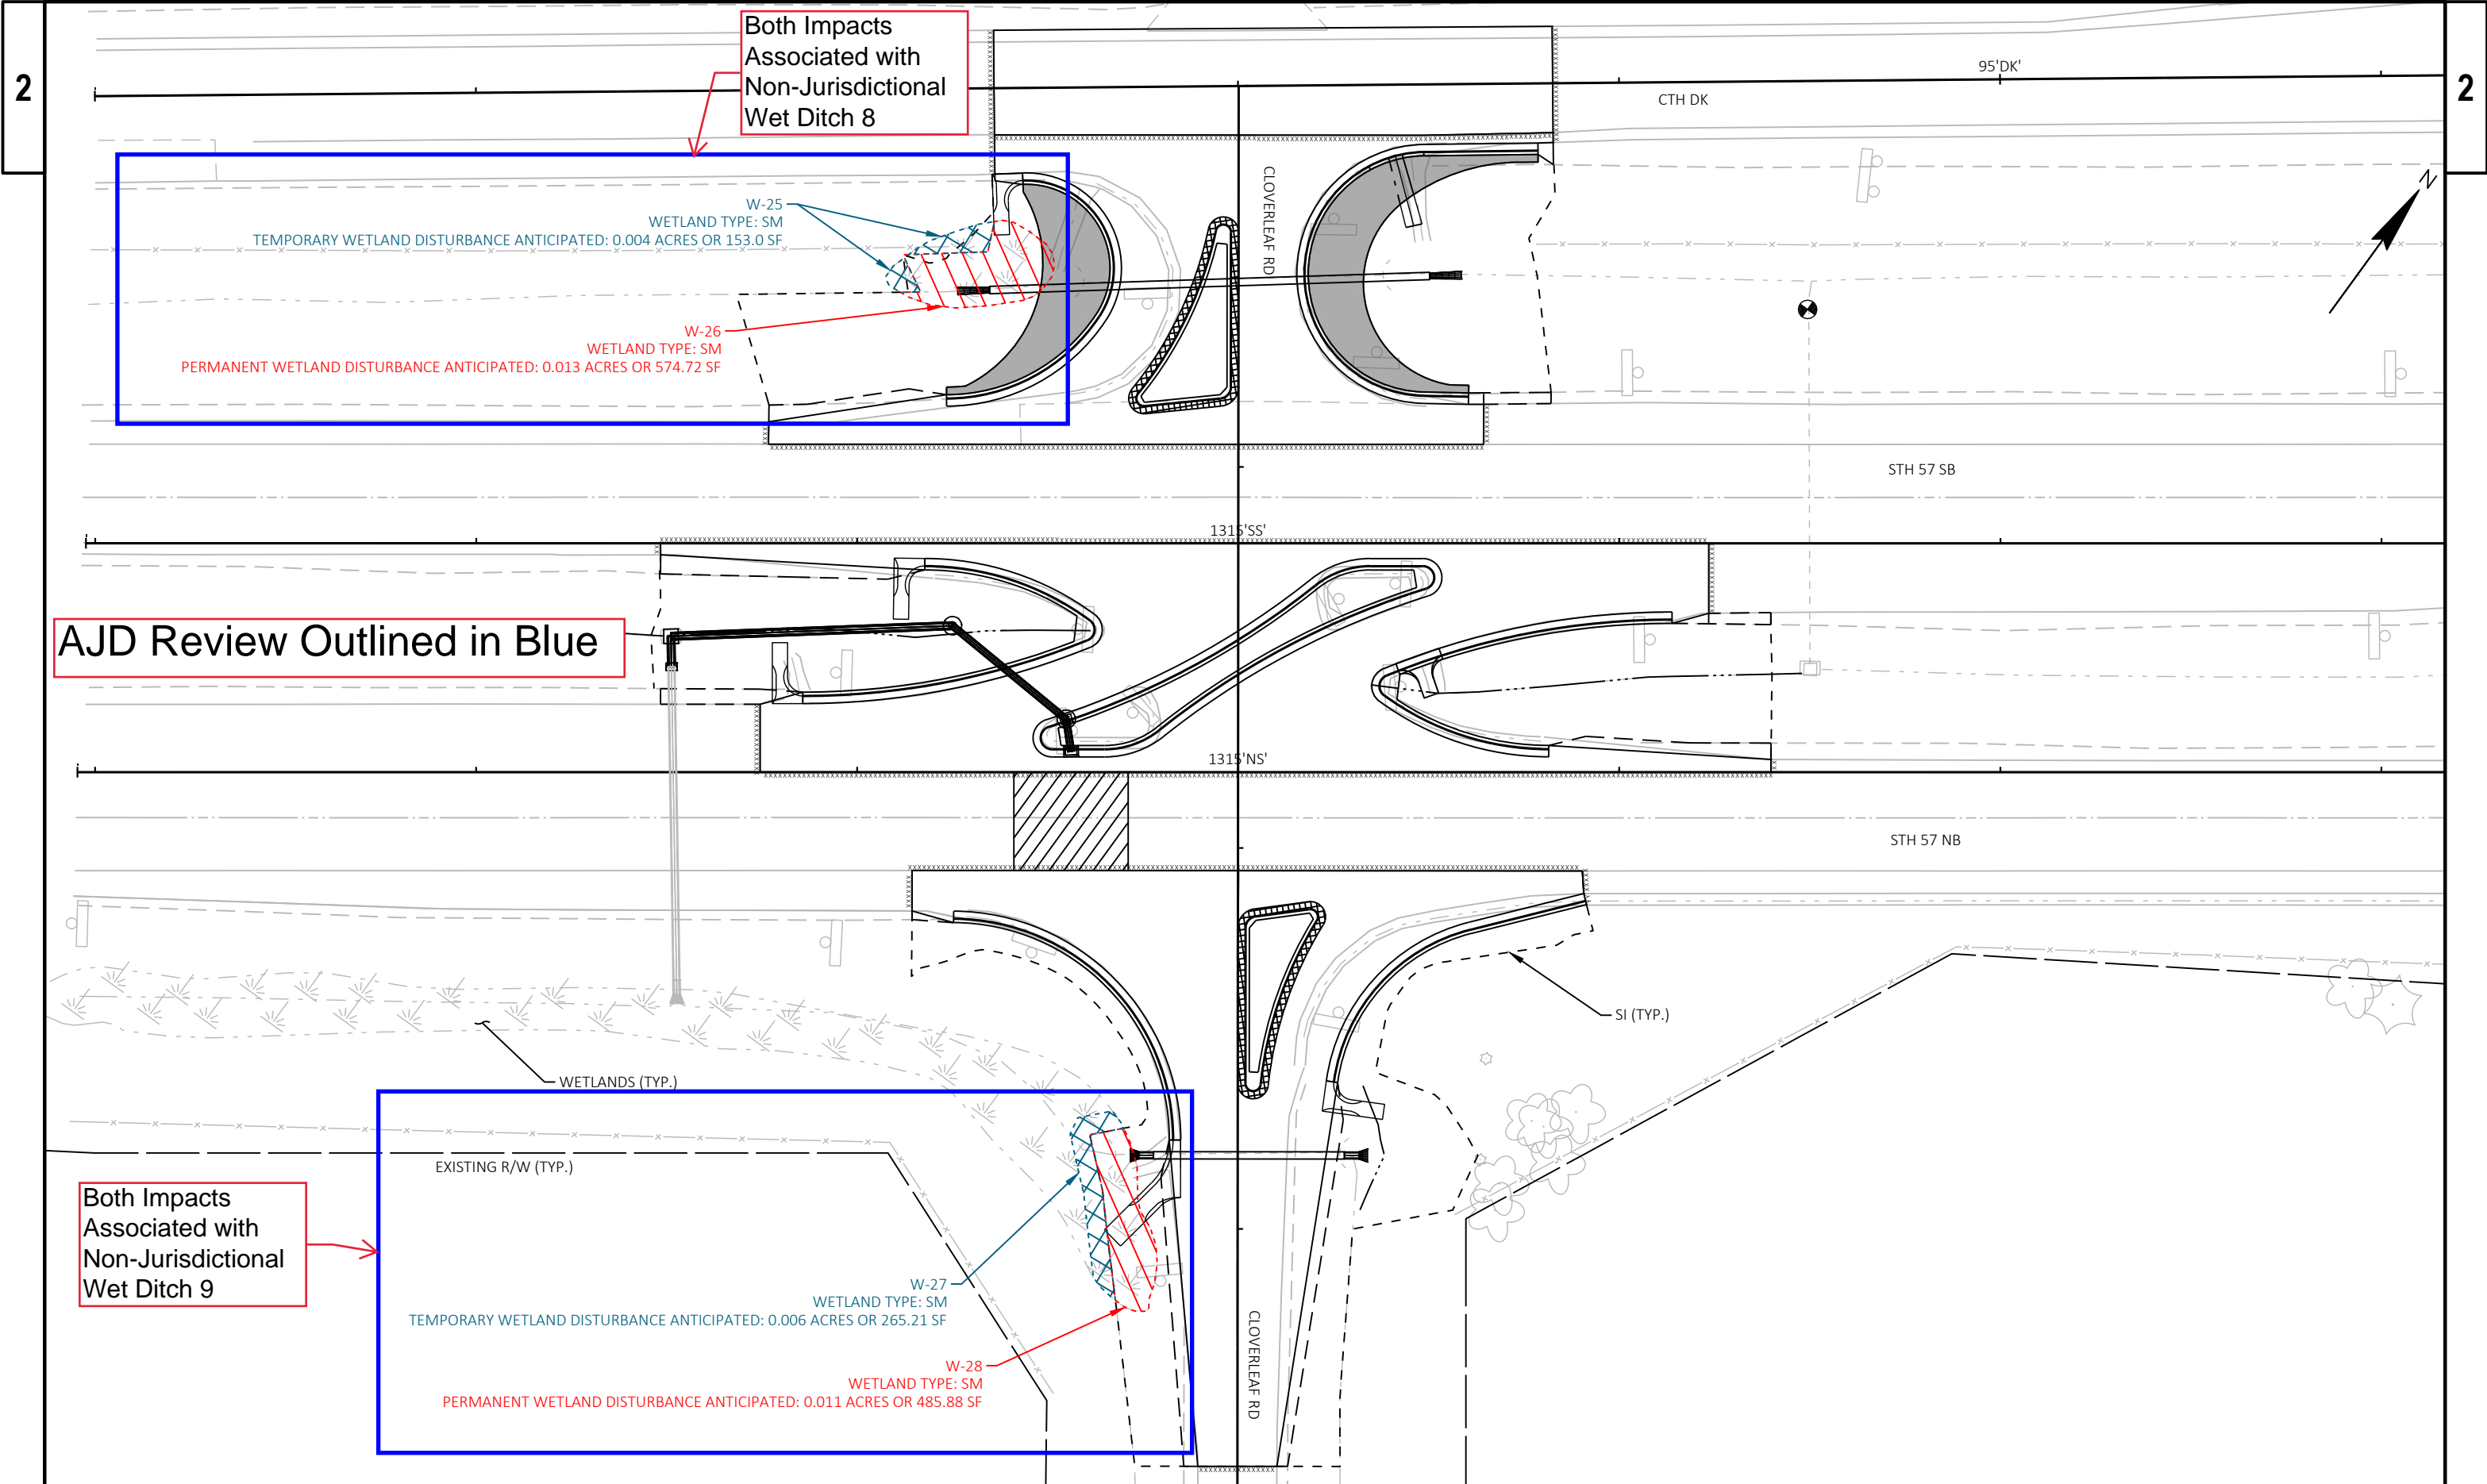 2
2
Both Impacts
Associated with
Non-Jurisdictional
Wet Ditch 8
95'DK'
CTH DK
CLOVERLEAF RD
N
W-25
WETLAND TYPE: SM
TEMPORARY WETLAND DISTURBANCE ANTICIPATED: 0.004 ACRES OR 153.0 SF
W-26
WETLAND TYPE: SM
PERMANENT WETLAND DISTURBANCE ANTICIPATED: 0.013 ACRES OR 574.72 SF
STH 57 SB
1315'SS'
AJD Review Outlined in Blue
1315'NS'
STH 57 NB
SI (TYP.)
WETLANDS (TYP.)
EXISTING R/W (TYP.)
Both Impacts
Associated with
Non-Jurisdictional
Wet Ditch 9
W-27
WETLAND TYPE: SM
TEMPORARY WETLAND DISTURBANCE ANTICIPATED: 0.006 ACRES OR 265.21 SF
W-28
WETLAND TYPE: SM
PERMANENT WETLAND DISTURBANCE ANTICIPATED: 0.011 ACRES OR 485.88 SF
CLOVERLEAF RD